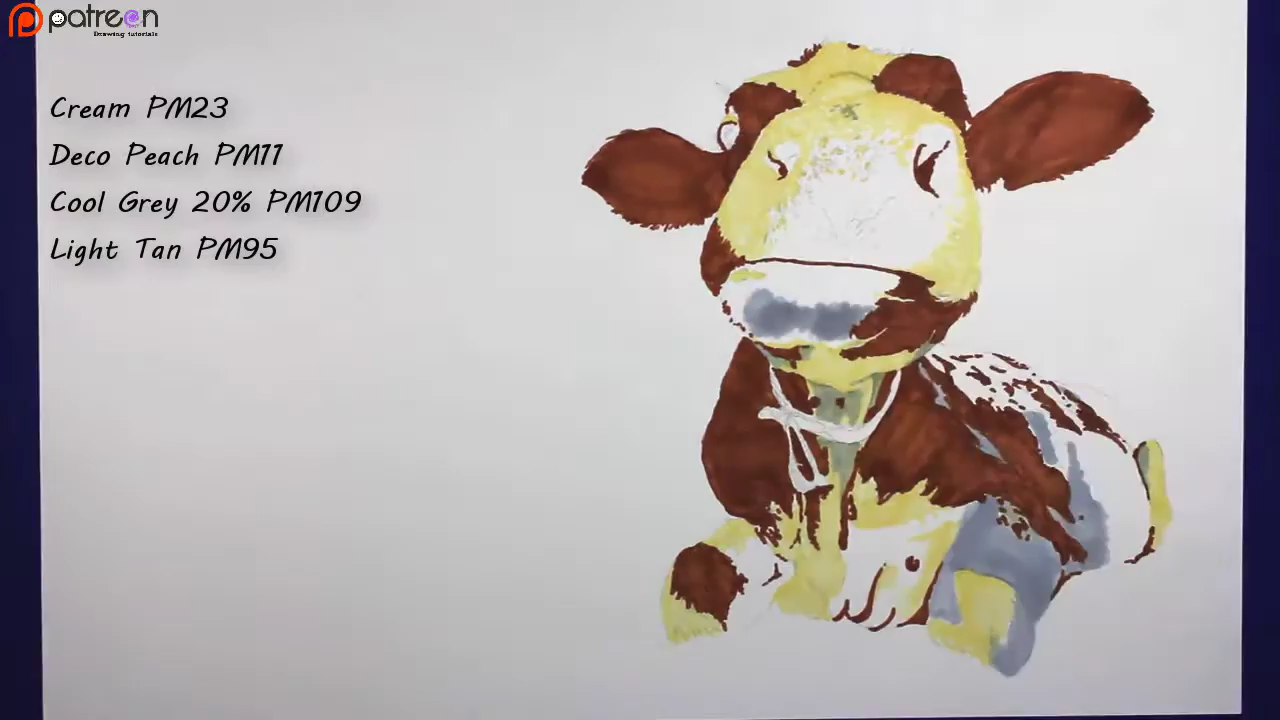 patreon
Drawing tutorials
Cream PM23
Deco Peach PM11
Cool Grey 20% PM109
Light Tan PM95